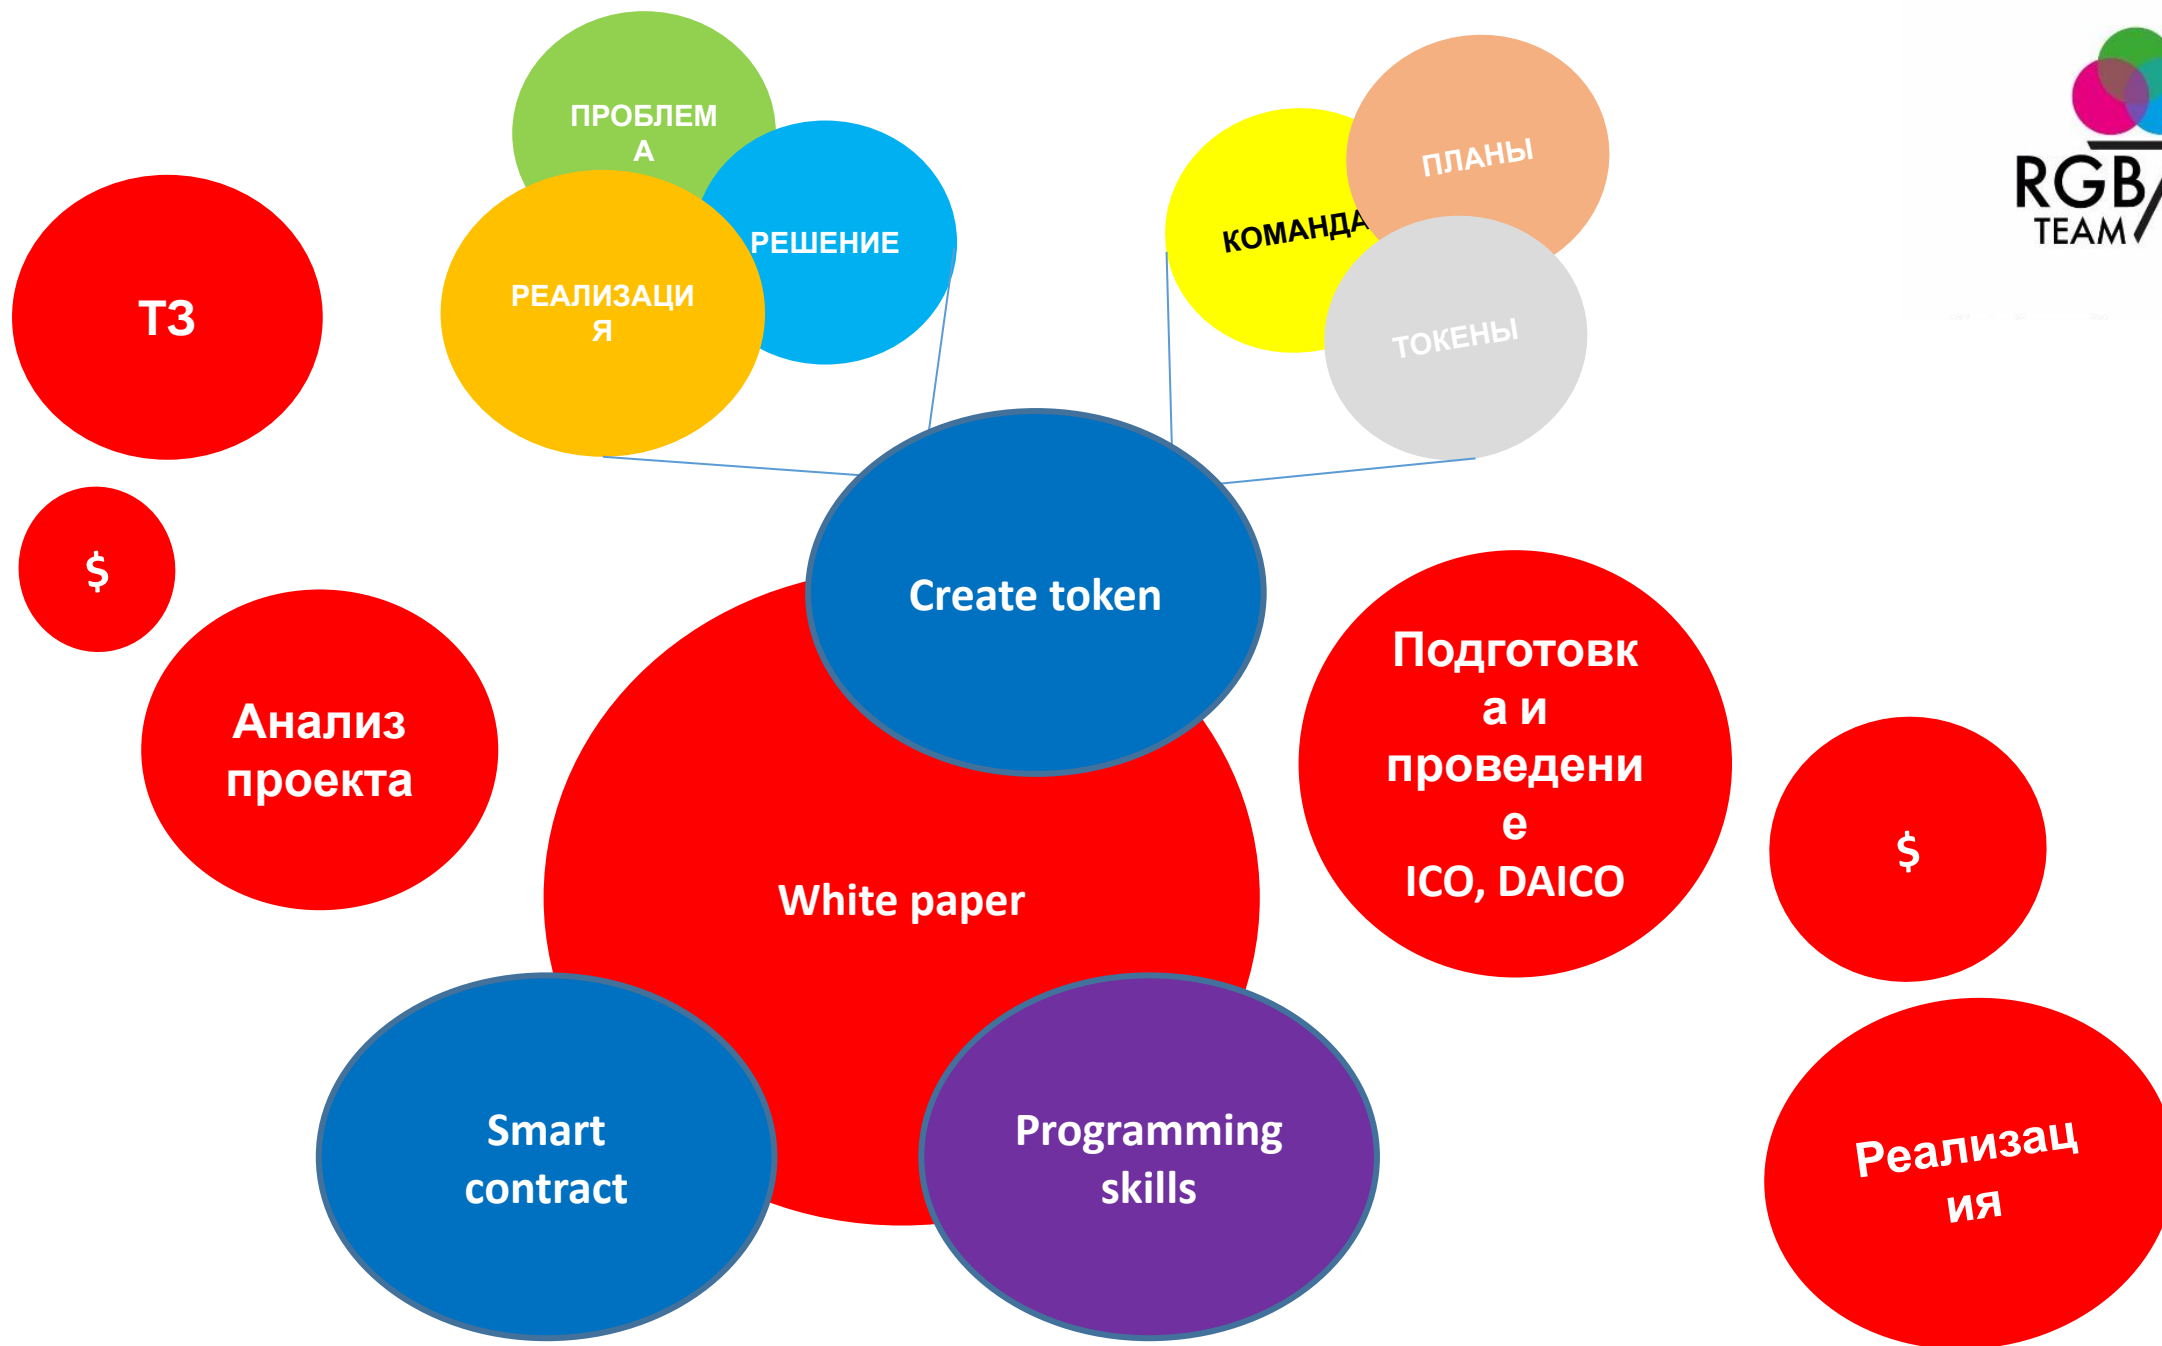 ПРОБЛЕМ
А
РЕШЕНИЕ
РЕАЛИЗАЦИ
Я
КОМАНДА
ПЛАНЫ
ТОКЕНЫ
RGB/
TEAM
ТЗ
$
Анализ
проекта
Create token
White paper
Smart
contract
Programming
skills
Подготовк
а и
проведени
е
ICO, DAICO
$
Реализац
ия